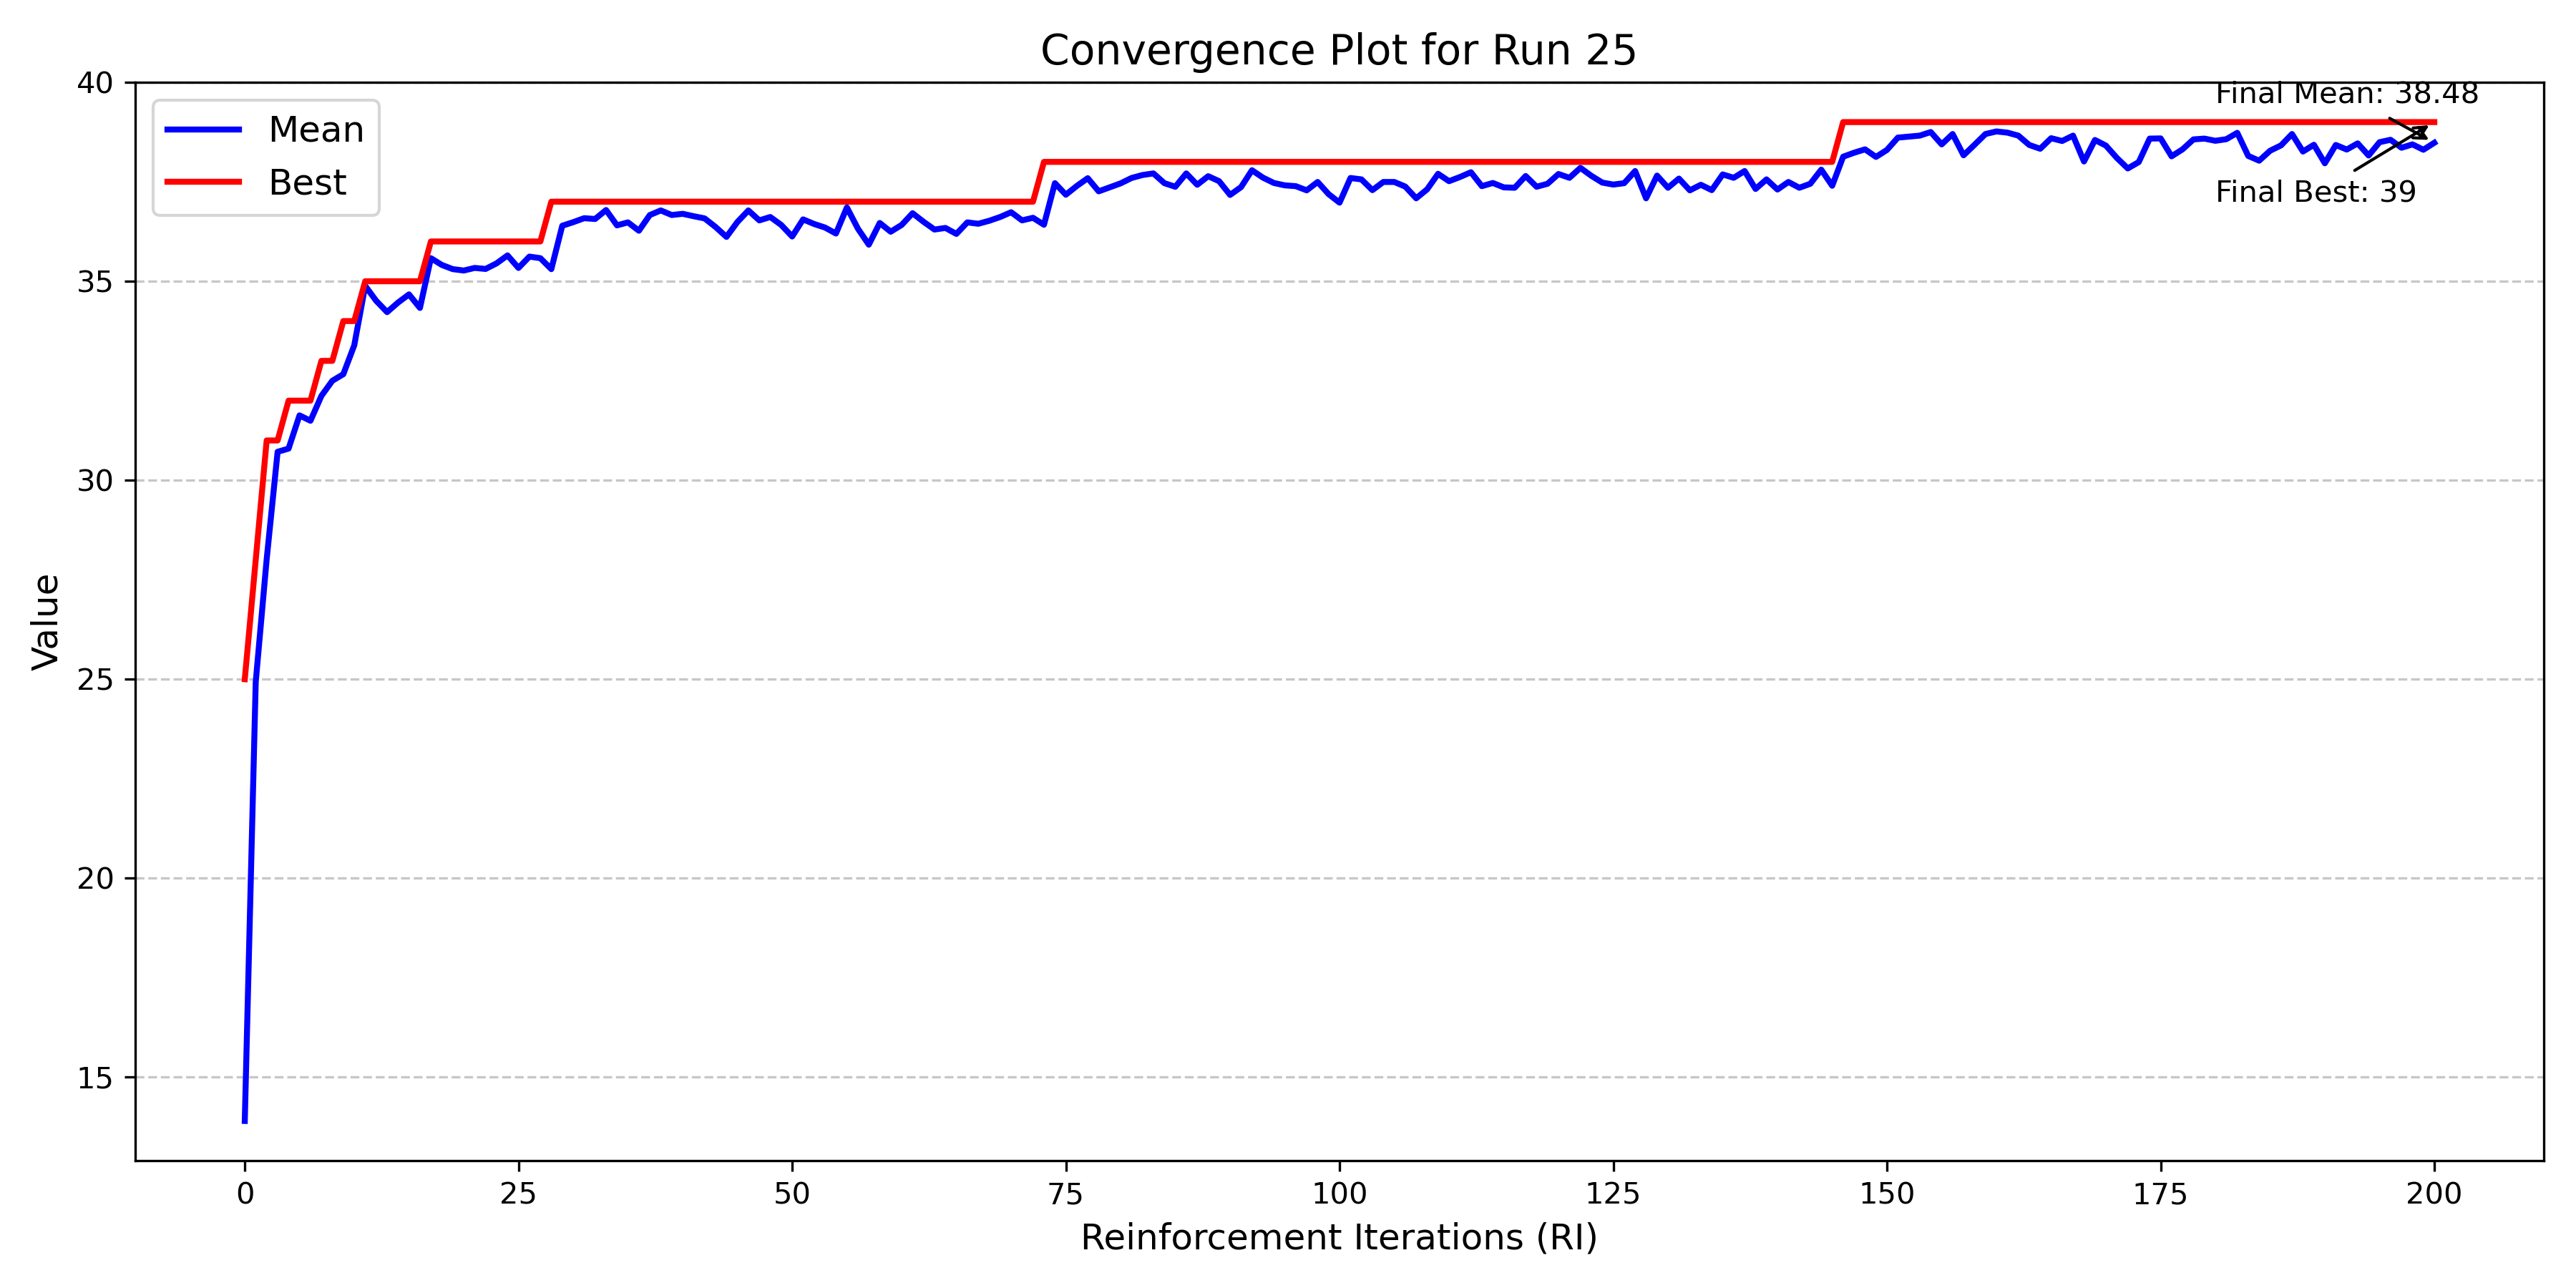 Convergence Plot for Run 25
Mean
Best
Final Mean: 38.48
Final Best: 39
Value
40
35
30
25
20
15
0 25 50 75 100 125 150 175 200
Reinforcement Iterations (RI)